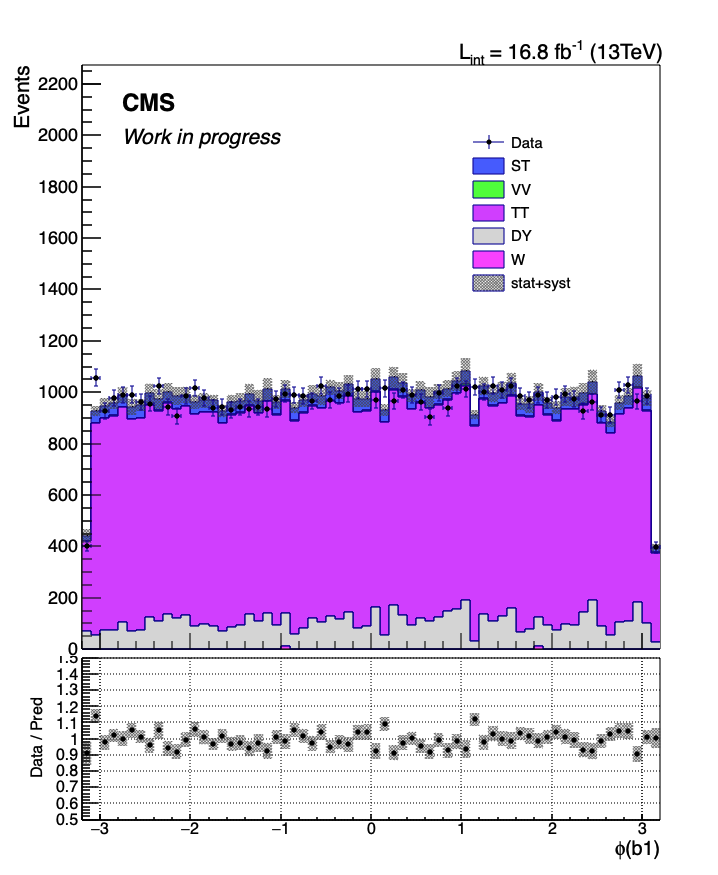 L_int = 16.8 fb⁻¹ (13TeV)
Events
2200
2000
1800
1600
1400
1200
1000
800
600
400
200
0
CMS
Work in progress
Data
ST
VV
TT
DY
W
stat+syst
Data / Pred
1.5
1.4
1.3
1.2
1.1
1
0.9
0.8
0.7
0.6
0.5
−3 −2 −1 0 1 2 3
ϕ(b1)